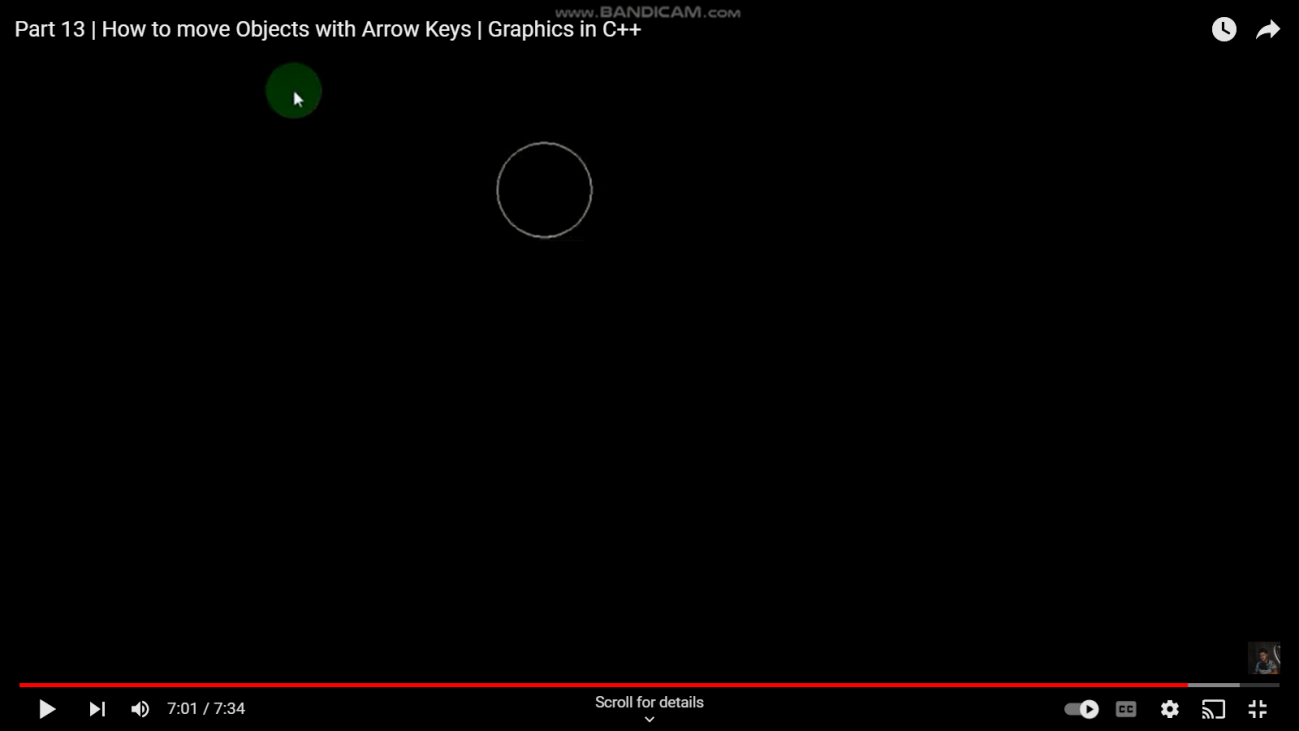 www.BANDICAM.com
Part 13 | How to move Objects with Arrow Keys | Graphics in C++
Scroll for details
7:01 / 7:34
CC